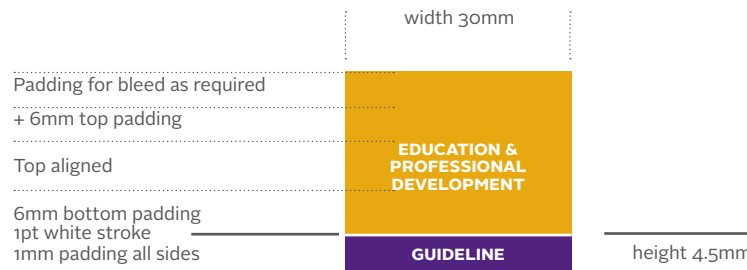 width 30mm
Padding for bleed as required
+ 6mm top padding
EDUCATION &
PROFESSIONAL
DEVELOPMENT
Top aligned
6mm bottom padding
1pt white stroke
1mm padding all sides
GUIDELINE
height 4.5mm